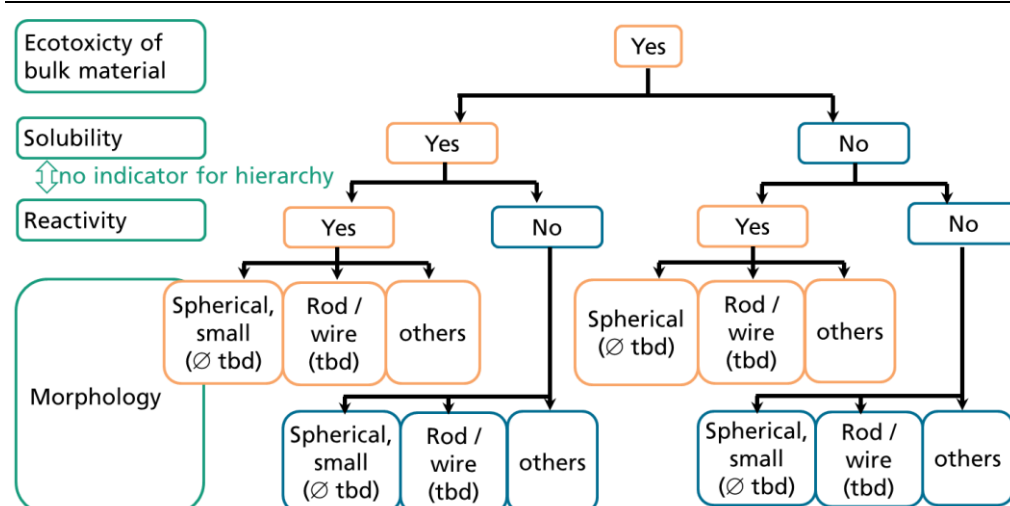 Ecotoxicty of
bulk material
Yes
Solubility
Yes
No
no indicator for hierarchy
Reactivity
Yes
No
Yes
No
Morphology
Spherical,
small
(∅ tbd)
Rod /
wire
(tbd)
others
Spherical
(∅ tbd)
Rod /
wire
(tbd)
others
Spherical,
small
(∅ tbd)
Rod /
wire
(tbd)
others
Spherical,
small
(∅ tbd)
Rod /
wire
(tbd)
others